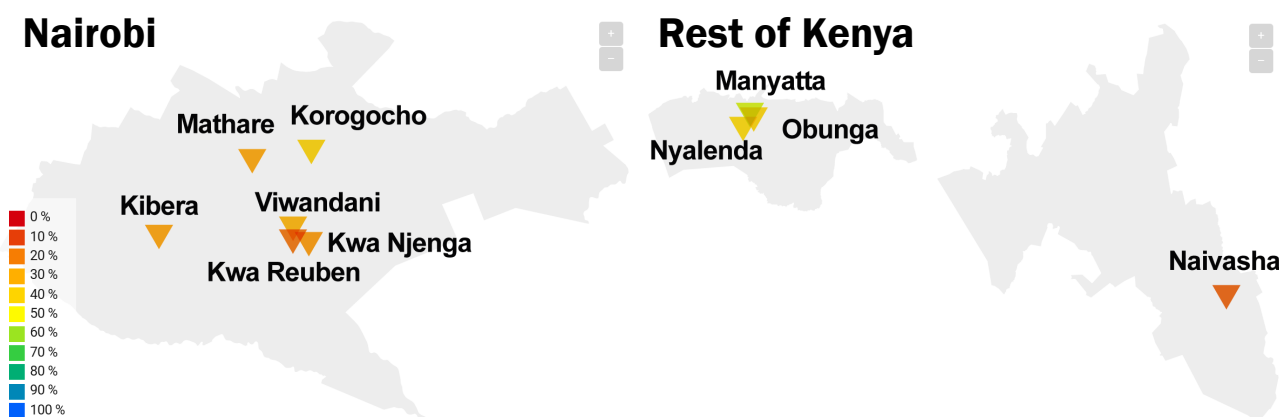 Nairobi
+
−
Mathare
Korogocho
Kibera
Viwandani
Kwa Njenga
Kwa Reuben
0 %
10 %
20 %
30 %
40 %
50 %
60 %
70 %
80 %
90 %
100 %
Rest of Kenya
+
−
Manyatta
Obunga
Nyalenda
Naivasha